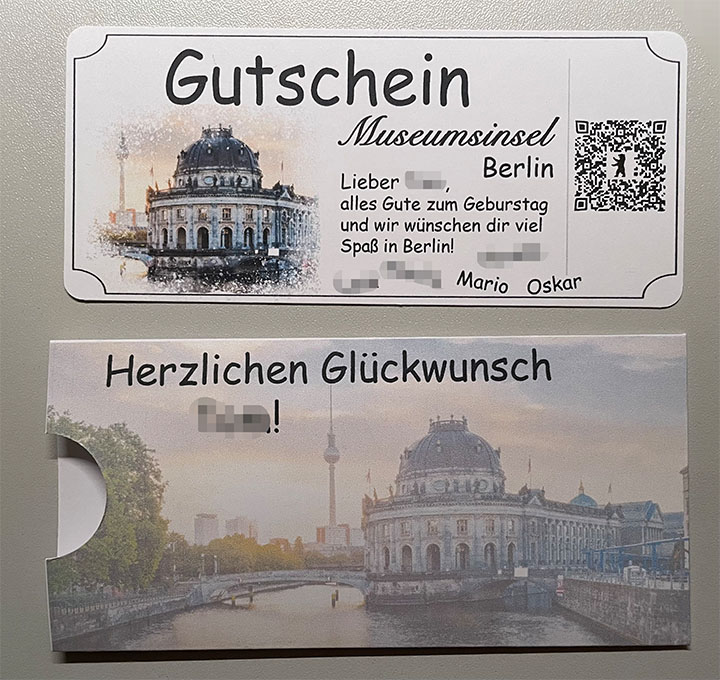 Gutschein
Museumsinsel
Berlin
Lieber ,
alles Gute zum Geburstag
und wir wünschen dir viel
Spaß in Berlin!
Mario Oskar
Herzlichen Glückwunsch
!